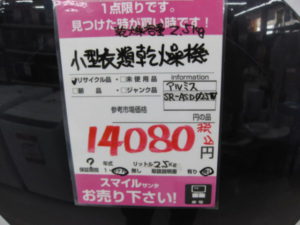 1点限りです。
見つけた時が買い時です!
乾燥容量2.5kg
小型衣類乾燥機
リサイクル品 未使用品
新品 ジャンク品
Information
アルミス
参考市場価格
円の品
14080 税込
円
? 年式 リットル 2.5kg
スマイルサンタ
お売り下さい!